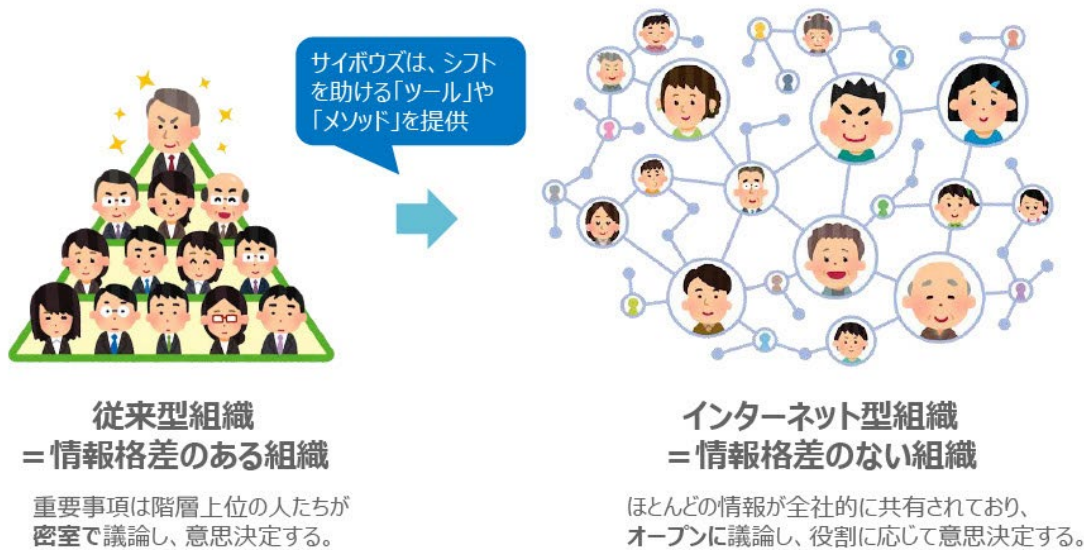 サイボウズは、シフト
を助ける「ツール」や
「メソッド」を提供
従来型組織
＝情報格差のある組織
重要事項は階層上位の人たちが
密室で議論し、意思決定する。
インターネット型組織
＝情報格差のない組織
ほとんどの情報が全社的に共有されており、
オープンに議論し、役割に応じて意思決定する。